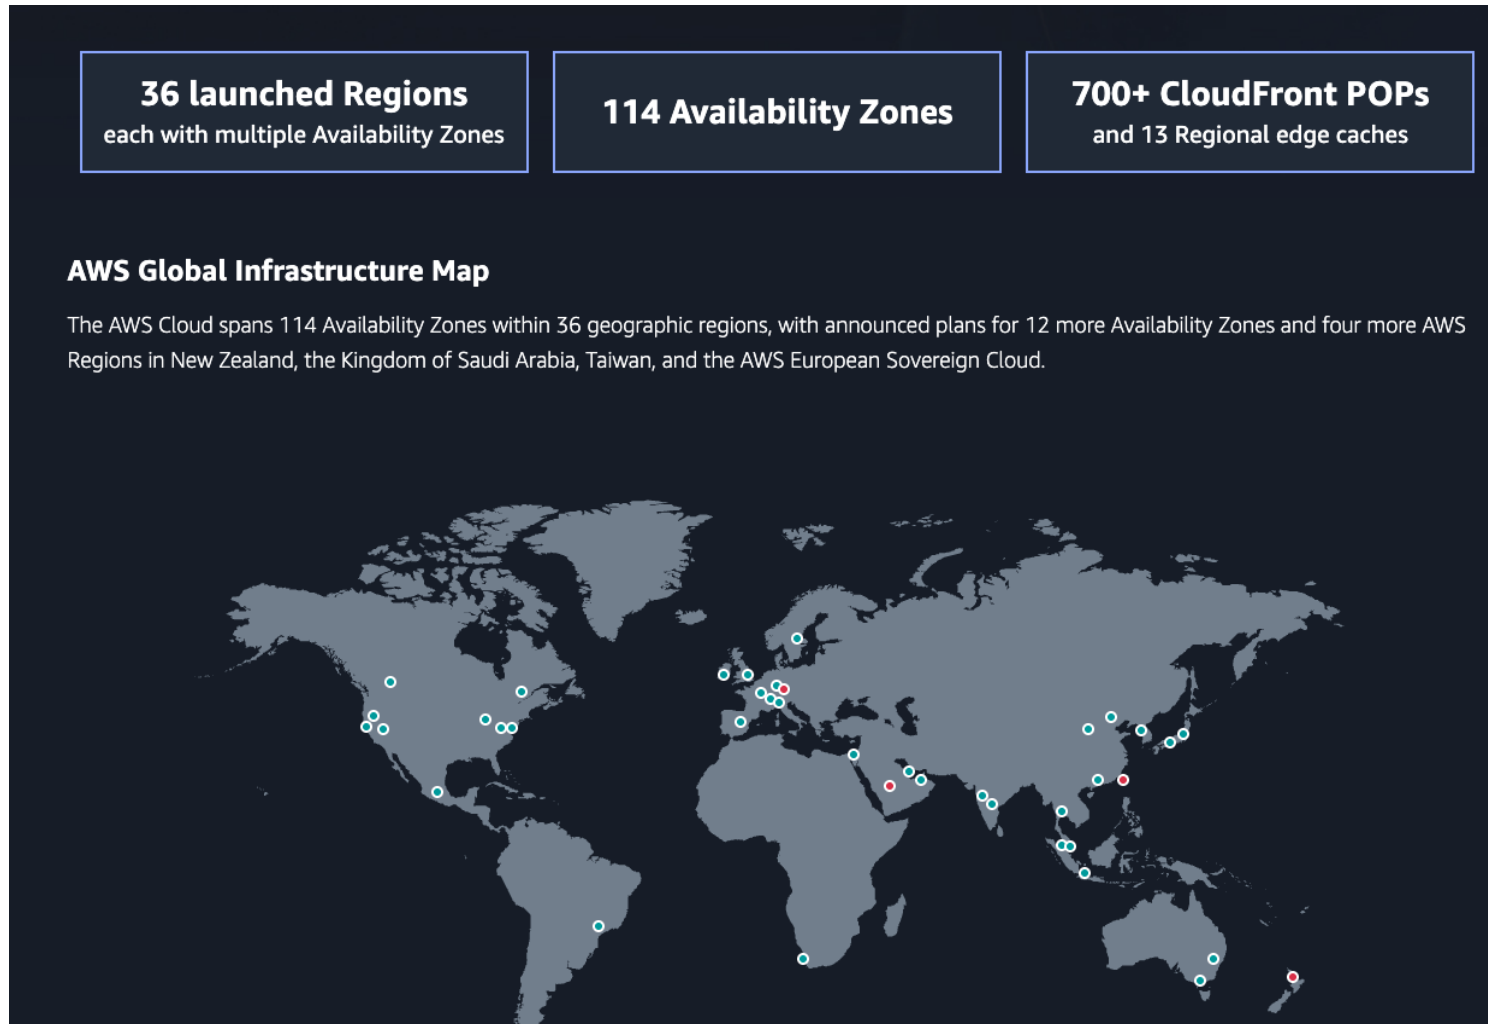 36 launched Regions
each with multiple Availability Zones
114 Availability Zones
700+ CloudFront POPs
and 13 Regional edge caches
AWS Global Infrastructure Map
The AWS Cloud spans 114 Availability Zones within 36 geographic regions, with announced plans for 12 more Availability Zones and four more AWS
Regions in New Zealand, the Kingdom of Saudi Arabia, Taiwan, and the AWS European Sovereign Cloud.